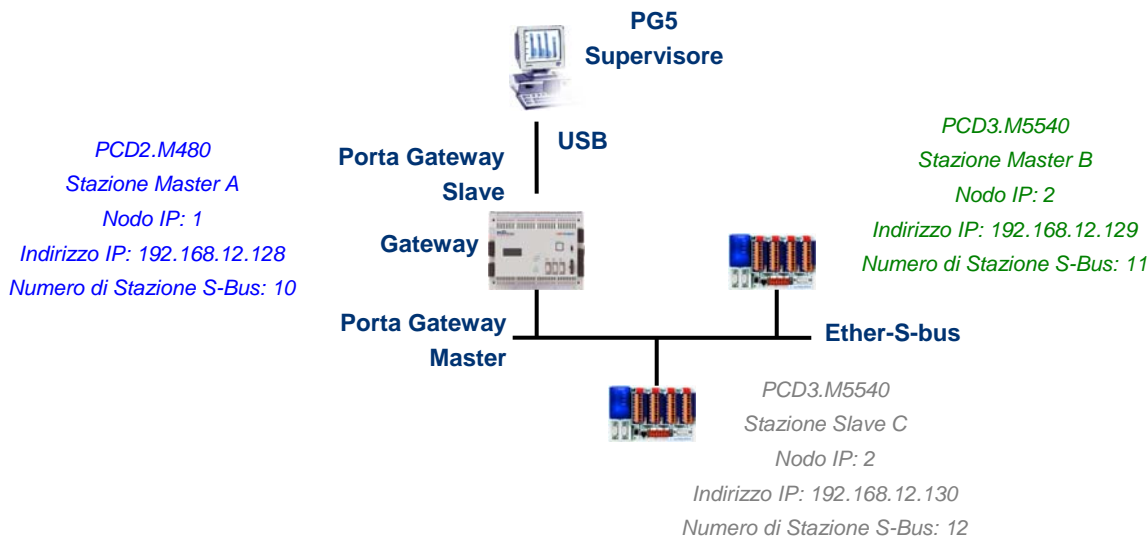 PG5
Supervisore
USB
Porta Gateway
Slave
PCD2.M480
Stazione Master A
Nodo IP: 1
Indirizzo IP: 192.168.12.128
Numero di Stazione S-Bus: 10
Gateway
PCD3.M5540
Stazione Master B
Nodo IP: 2
Indirizzo IP: 192.168.12.129
Numero di Stazione S-Bus: 11
Porta Gateway
Master
Ether-S-bus
PCD3.M5540
Stazione Slave C
Nodo IP: 2
Indirizzo IP: 192.168.12.130
Numero di Stazione S-Bus: 12